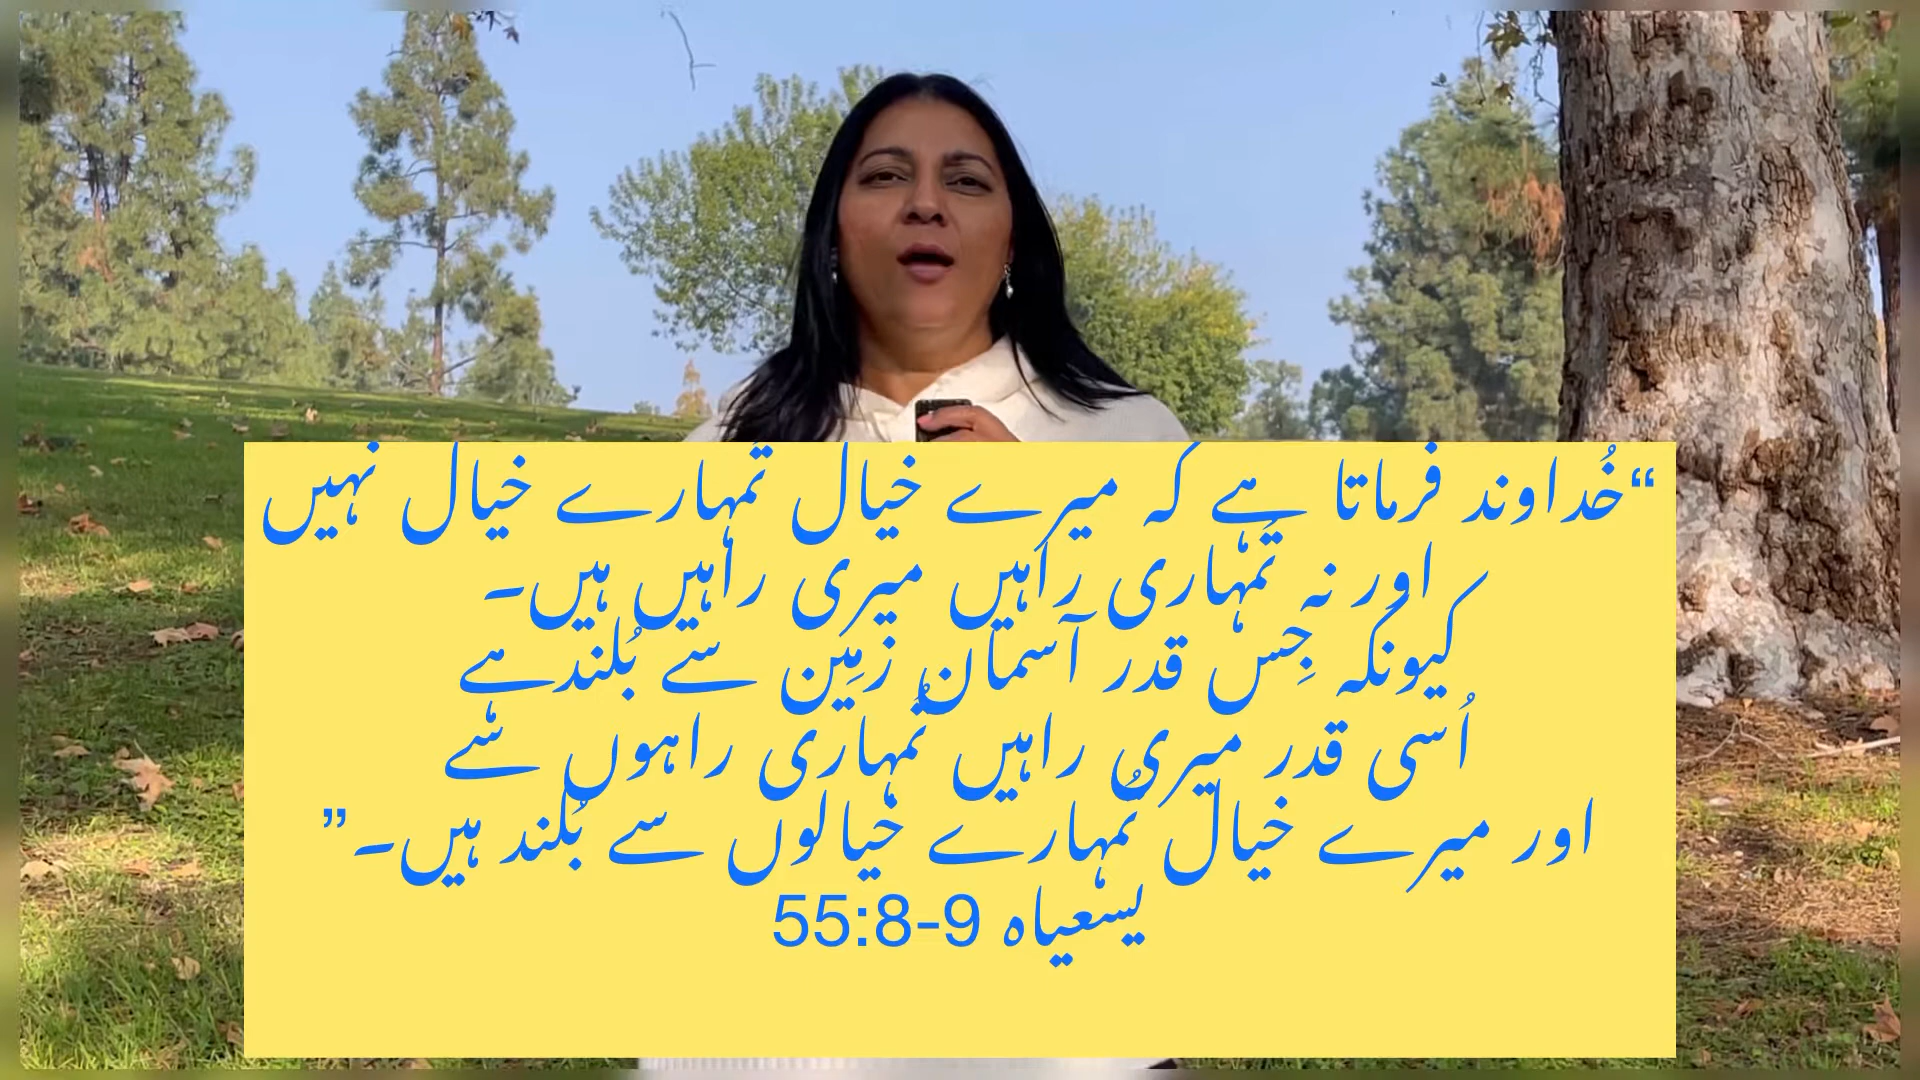 “خُداوند فرماتا ہے کہ میرے خیال تُمہارے خیال نہیں
اور نہ تُمہاری راہیں میری راہیں ہیں۔
کیونکہ جِس قدر آسمان زمِین سے بُلند ہے
اُسی قدر میری راہیں تُمہاری راہوں سے
اور میرے خیال تُمہارے خیالوں سے بُلند ہیں۔”
یسعیاہ 55:8-9